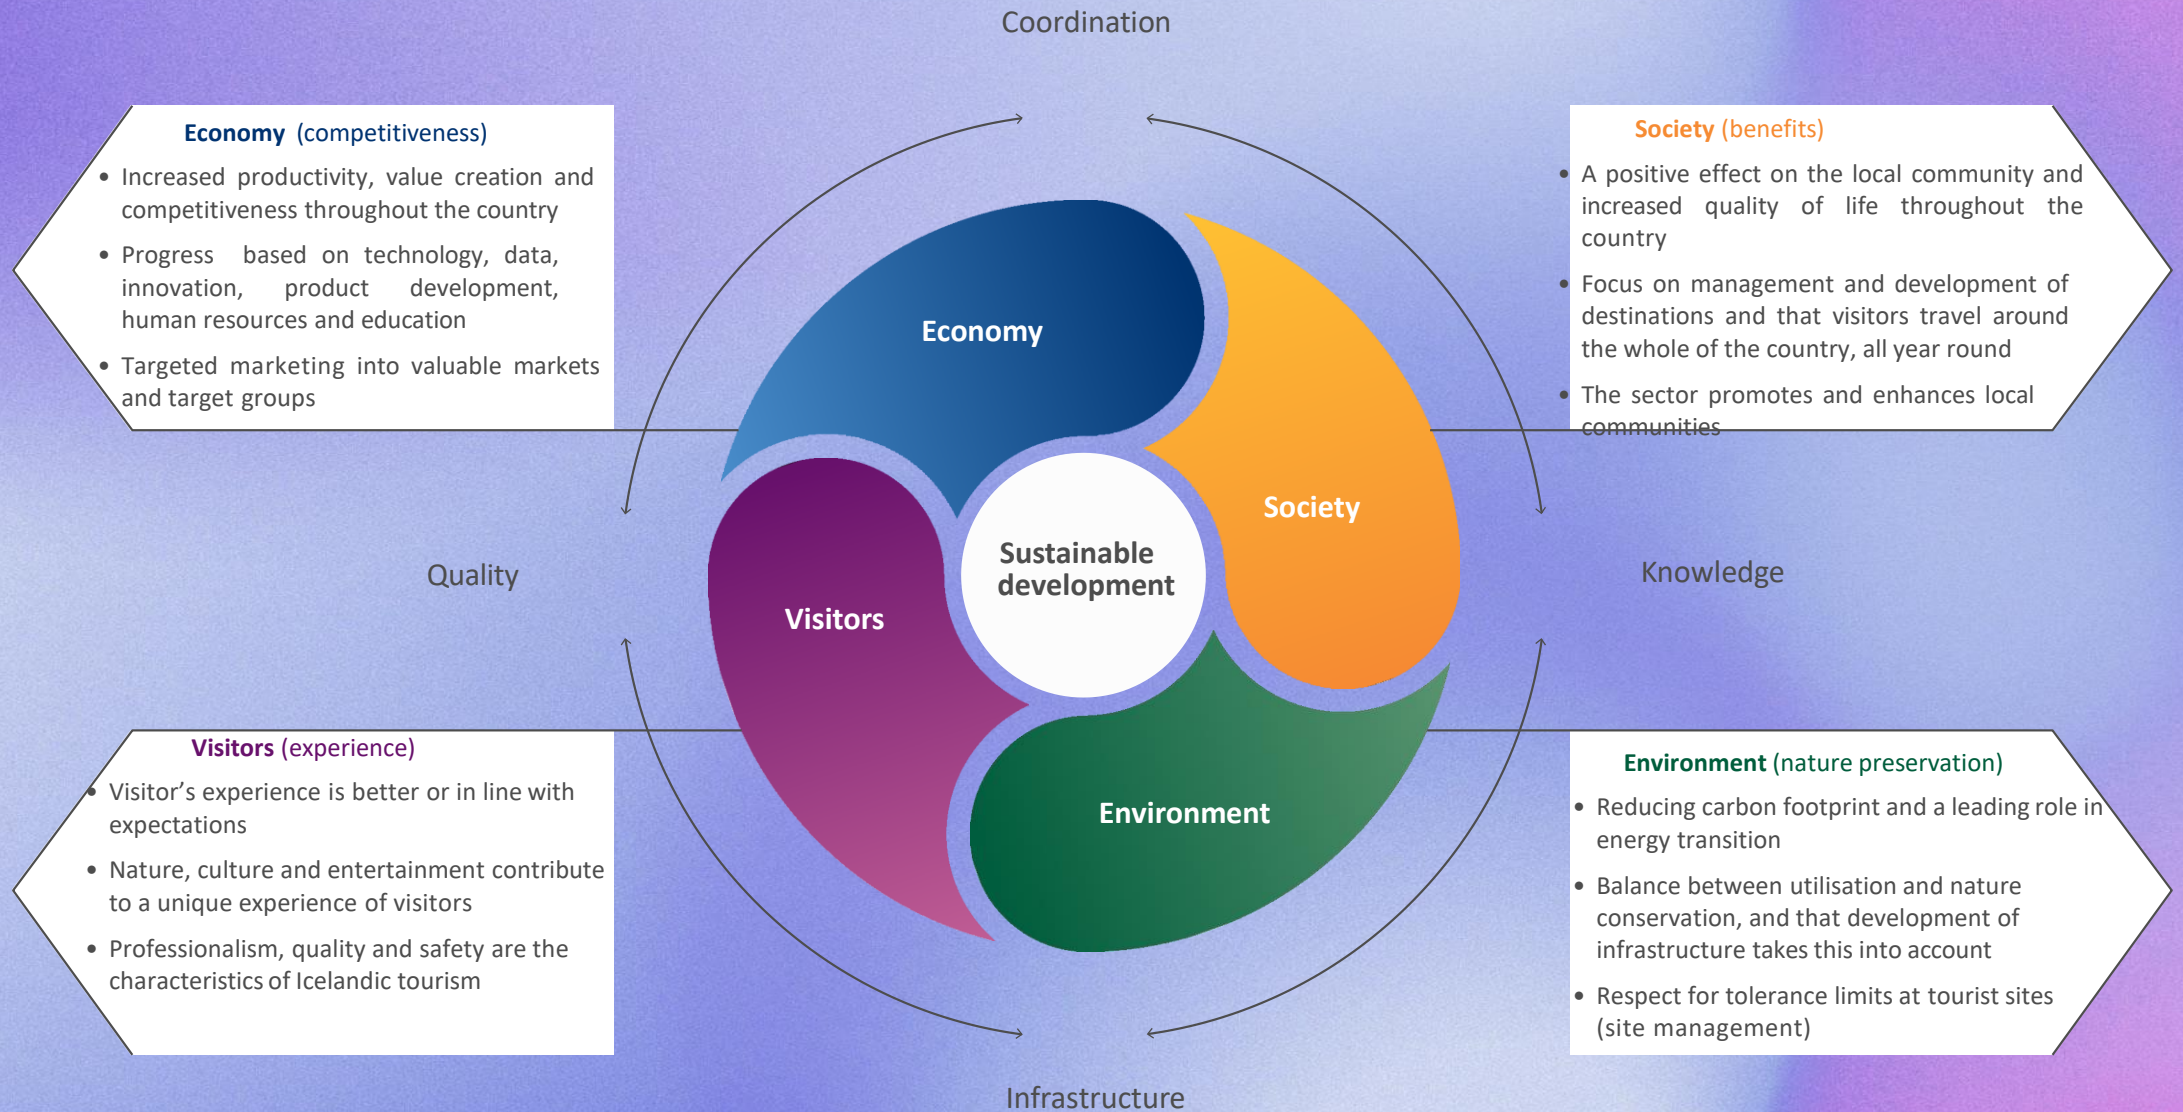 Coordination
Economy (competitiveness)
• Increased productivity, value creation and
competitiveness throughout the country
• Progress based on technology, data,
innovation, product development,
human resources and education
• Targeted marketing into valuable markets
and target groups
Society (benefits)
• A positive effect on the local community and
increased quality of life throughout the
country
• Focus on management and development of
destinations and that visitors travel around
the whole of the country, all year round
• The sector promotes and enhances local
communities
Economy
Society
Sustainable
development
Quality
Knowledge
Visitors
Environment
Visitors (experience)
• Visitor’s experience is better or in line with
expectations
• Nature, culture and entertainment contribute
to a unique experience of visitors
• Professionalism, quality and safety are the
characteristics of Icelandic tourism
Environment (nature preservation)
• Reducing carbon footprint and a leading role in
energy transition
• Balance between utilisation and nature
conservation, and that development of
infrastructure takes this into account
• Respect for tolerance limits at tourist sites
(site management)
Infrastructure